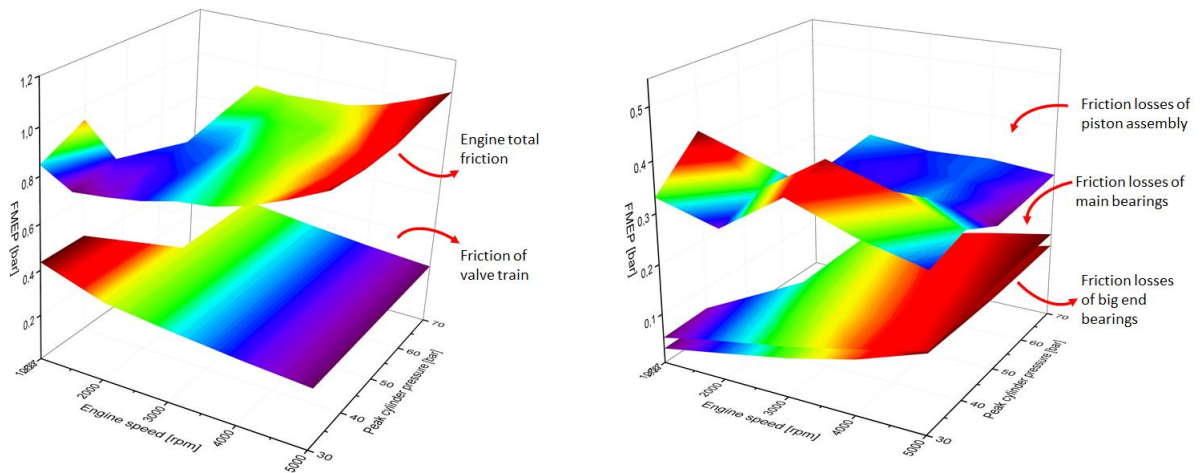 1,2
1,0
0,8
0,6
0,4
0,2
FMEP [bar]
2000
3000
4000
5000
Engine speed [rpm]
30
40
50
60
70
Peak cylinder pressure [bar]
Engine total
friction
Friction of
valve train
0,5
0,4
0,3
0,2
0,1
FMEP [bar]
2000
3000
4000
5000
Engine speed [rpm]
30
40
50
60
70
Peak cylinder pressure [bar]
Friction losses of
piston assembly
Friction losses of
main bearings
Friction losses
of big end
bearings